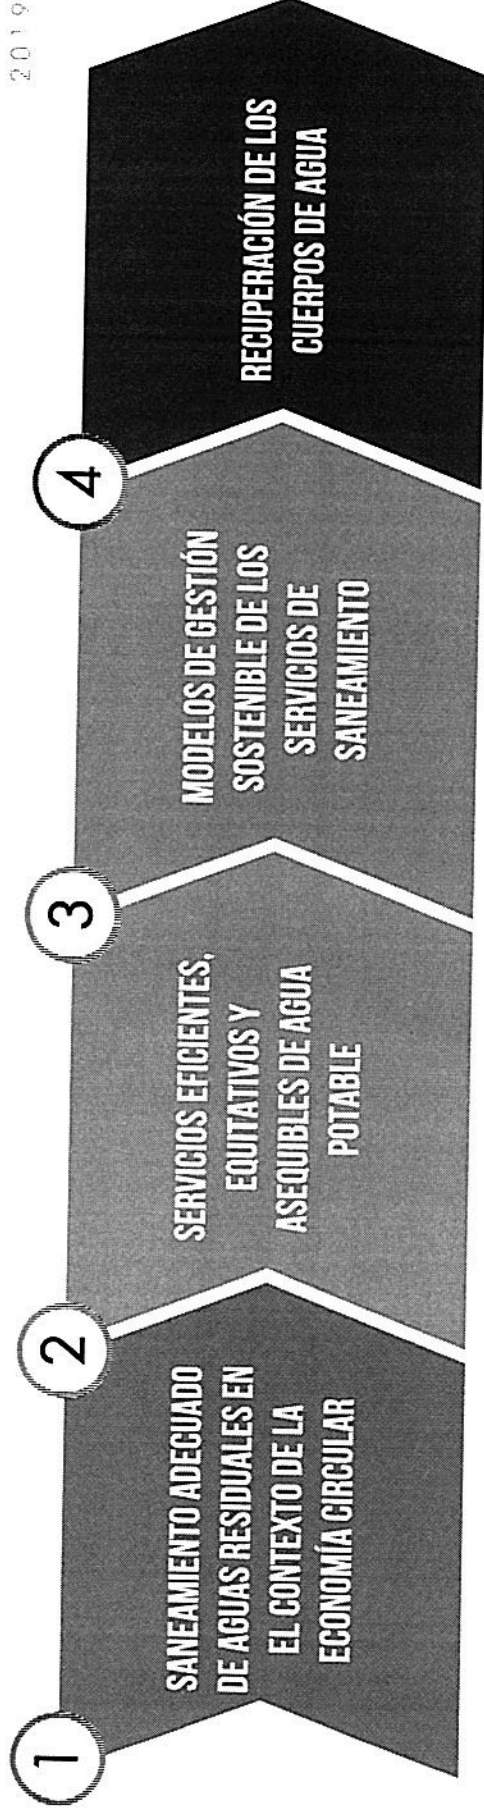 2019
1
SANEAMIENTO ADECUADO
DE AGUAS RESIDUALES EN
EL CONTEXTO DE LA
ECONOMÍA CIRCULAR
2
SERVICIOS EFICIENTES,
EQUITATIVOS Y
ASEQUIBLES DE AGUA
POTABLE
3
MODELOS DE GESTIÓN
SOSTENIBLE DE LOS
SERVICIOS DE
SANEAMIENTO
4
RECUPERACIÓN DE LOS
CUERPOS DE AGUA